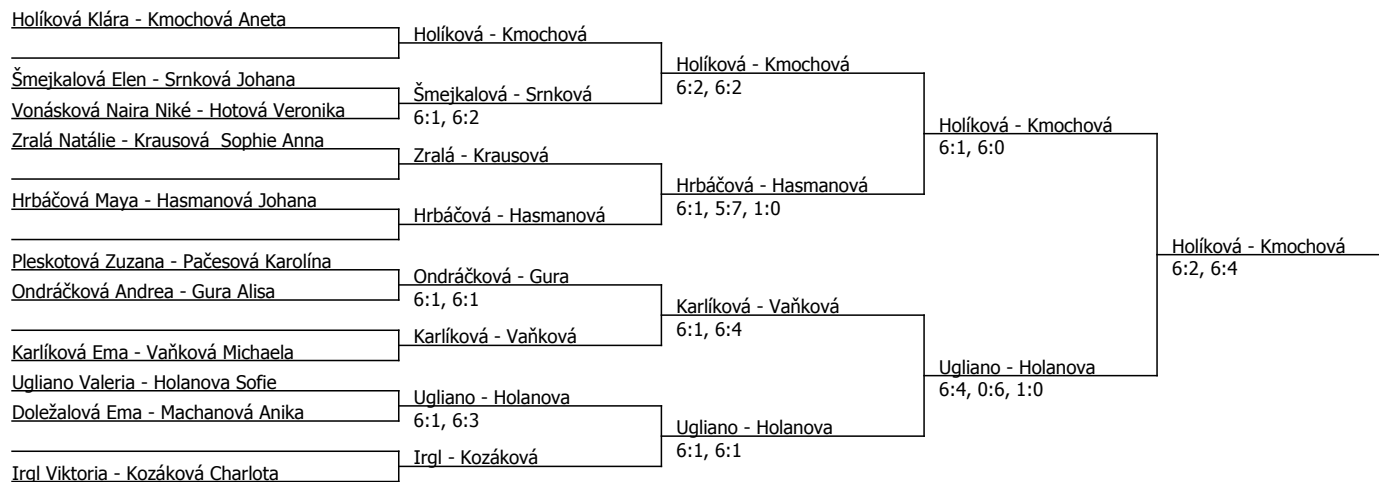 Holíková Klára - Kmochová Aneta
Šmejkalová Elen - Srnková Johana
Vonásková Naira Niké - Hotová Veronika
Zralá Natálie - Krausová  Sophie Anna
Hrbáčová Maya - Hasmanová Johana
Pleskotová Zuzana - Pačesová Karolína
Ondráčková Andrea - Gura Alisa
Karlíková Ema - Vaňková Michaela
Ugliano Valeria - Holanova Sofie
Doležalová Ema - Machanová Anika
Irgl Viktoria - Kozáková Charlota
Holíková - Kmochová
Šmejkalová - Srnková
6:1, 6:2
Zralá - Krausová
Hrbáčová - Hasmanová
Ondráčková - Gura
6:1, 6:1
Karlíková - Vaňková
Ugliano - Holanova
6:1, 6:3
Irgl - Kozáková
Holíková - Kmochová
6:2, 6:2
Hrbáčová - Hasmanová
6:1, 5:7, 1:0
Karlíková - Vaňková
6:1, 6:4
Ugliano - Holanova
6:1, 6:1
Holíková - Kmochová
6:1, 6:0
Ugliano - Holanova
6:4, 0:6, 1:0
Holíková - Kmochová
6:2, 6:4